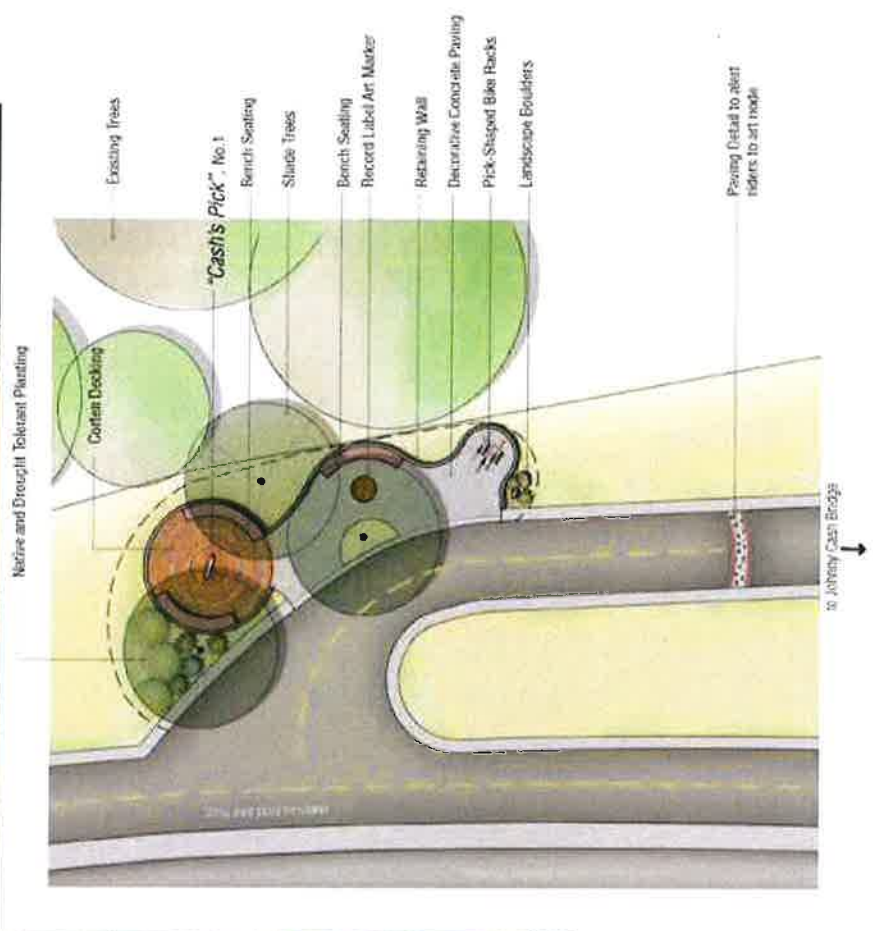 Native and Drought Tolerant Planting
Corten Decking
Existing Trees
"Cash's Pick", No.1
Bench Seating
Shade Trees
Bench Seating
Record Label Art Marker
Retaining Wall
Decorative Concrete Paving
Pick-Shaped Bike Racks
Landscape Boulders
Paving Detail to alert
riders to art node
to Johnny Cash Bridge